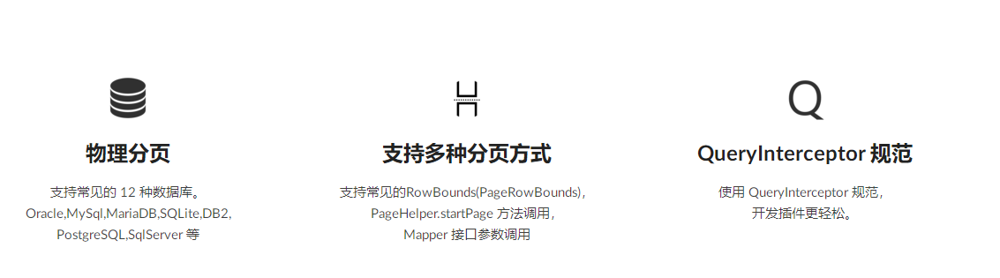 物理分页
支持常见的 12 种数据库。
Oracle,MySql,MariaDB,SQLite,DB2,
PostgreSQL,SqlServer 等
支持多种分页方式
支持常见的RowBounds(PageRowBounds)，
PageHelper.startPage 方法调用，
Mapper 接口参数调用
Q
QueryInterceptor 规范
使用 QueryInterceptor 规范，
开发插件更轻松。